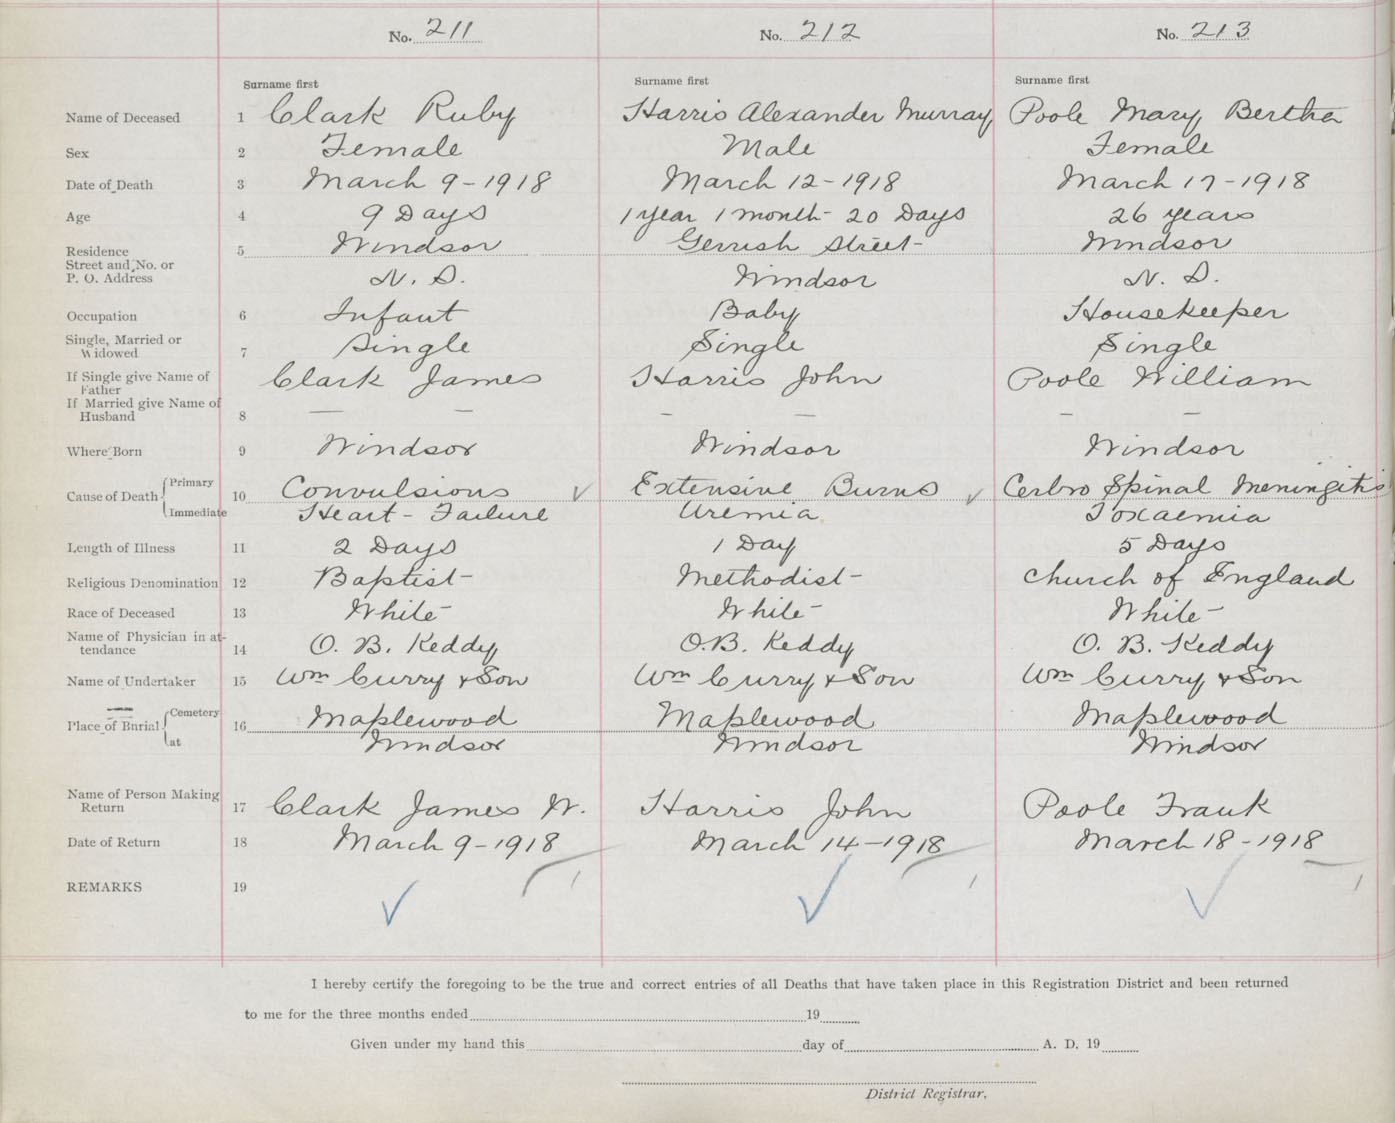 No. 211 No. 212 No. 213
Surname first Surname first Surname first
Name of Deceased 1 Clark Ruby Harris Alexander Murray Poole Mary Bertha
Sex 2 Female Male Female
Date of Death 3 March 9-1918 March 12-1918 March 17-1918
Age 4 9 Days 1 year 1 month - 20 Days 26 years
Residence 5 Windsor Gerrish Street- Windsor
Street and No. or
P. O. Address N. S. Windsor N. S.
Occupation 6 Infant Baby Housekeeper
Single, Married or
Widowed 7 Single Single Single
If Single give Name of
Father Clark James Harris John Poole William
If Married give Name of
Husband 8 — — — — — —
Where Born 9 Windsor Windsor Windsor
Cause of Death { Primary 10 Convulsions ✓ Extensive Burns ✓ Cerbro Spinal Meningitis
Immediate Heart- Failure Uremia Toxaemia
Length of Illness 11 2 Days 1 Day 5 Days
Religious Denomination 12 Baptist- Methodist- Church of England
Race of Deceased 13 White- White- White-
Name of Physician in at-
tendance 14 O. B. Keddy O.B. Keddy O. B. Keddy
Name of Undertaker 15 Wm Curry & Son Wm Curry & Son Wm Curry & Son
Place of Burial { Cemetery 16 Maplewood Maplewood Maplewood
at Windsor Windsor Windsor
Name of Person Making
Return 17 Clark James W. Harris John Poole Frank
Date of Return 18 March 9-1918 March 14-1918 March 18-1918
REMARKS 19 ✓ ✓ ✓
I hereby certify the foregoing to be the true and correct entries of all Deaths that have taken place in this Registration District and been returned
to me for the three months ended 19
Given under my hand this day of A. D. 19
District Registrar.